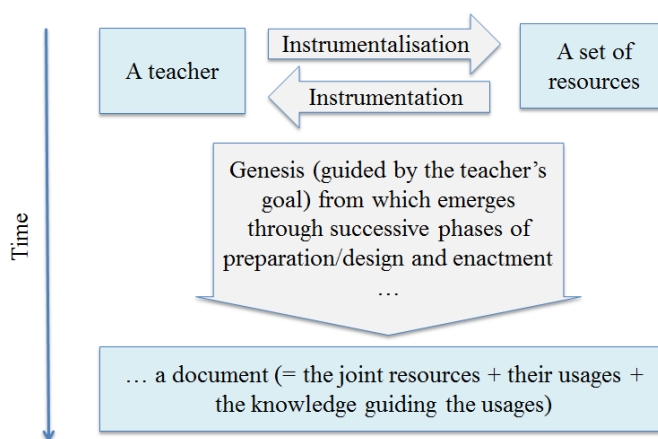 Instrumentalisation
A teacher
A set of
resources
Instrumentation
Genesis (guided by the teacher’s
goal) from which emerges
through successive phases of
preparation/design and enactment
…
Time
… a document (= the joint resources + their usages +
the knowledge guiding the usages)